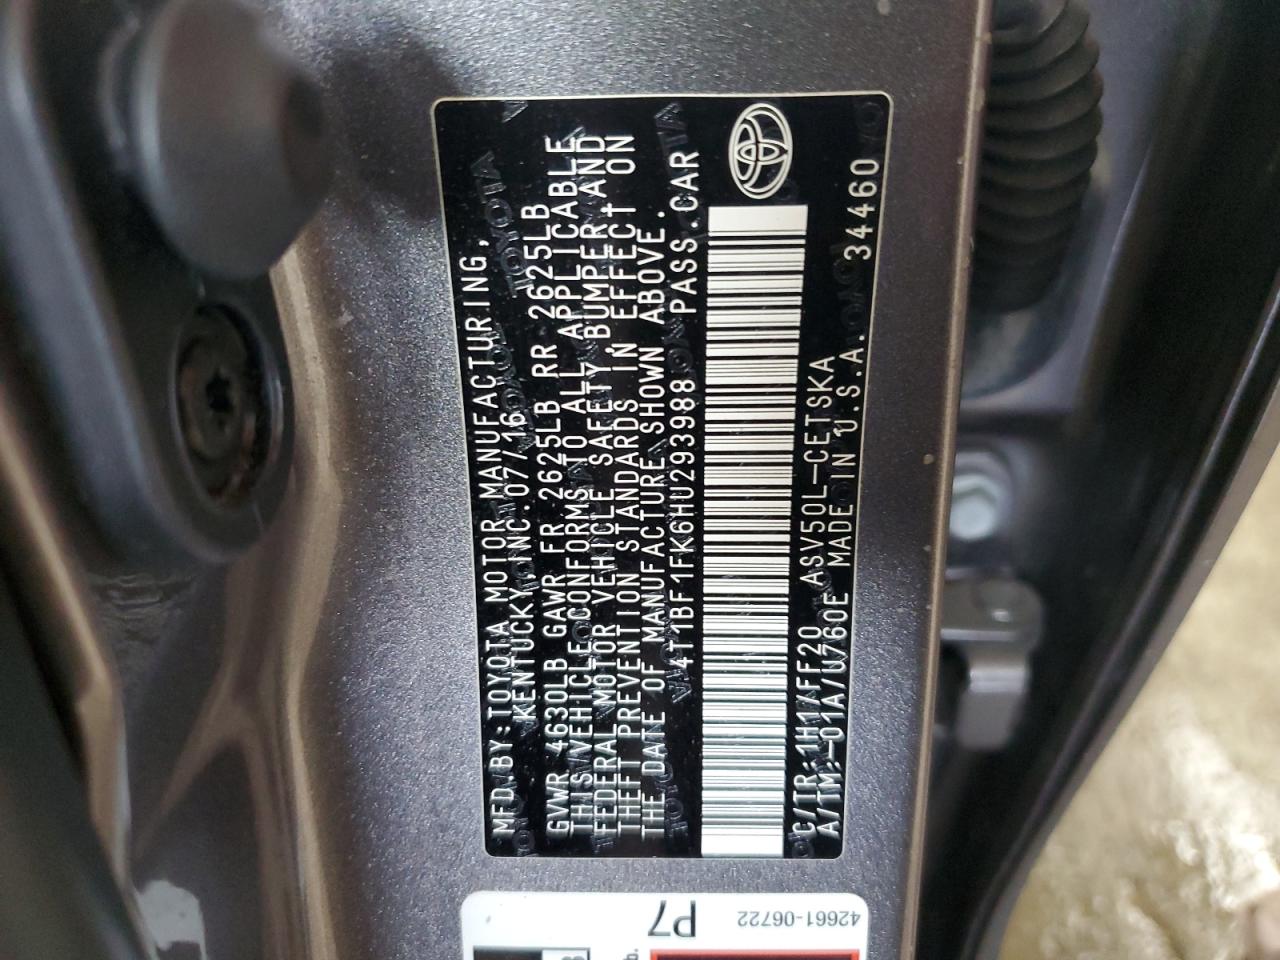 MFD.BY:TOYOTA MOTOR MANUFACTURING,
KENTUCKY,INC.07/16
GVWR 4630LB GAWR FR 2625LB RR 2625LB
THIS VEHICLE CONFORMS TO ALL APPLICABLE
FEDERAL MOTOR VEHICLE SAFETY,BUMPER,AND
THEFT PREVENTION STANDARDS IN EFFECT ON
THE DATE OF MANUFACTURE SHOWN ABOVE.
4T1BF1FK6HU293988 PASS.CAR
C/TR:1H1/FF20 ASV50L-CETSKA
A/TM:-01A/U760E MADE IN U.S.A. 34460
P7
42661-06722